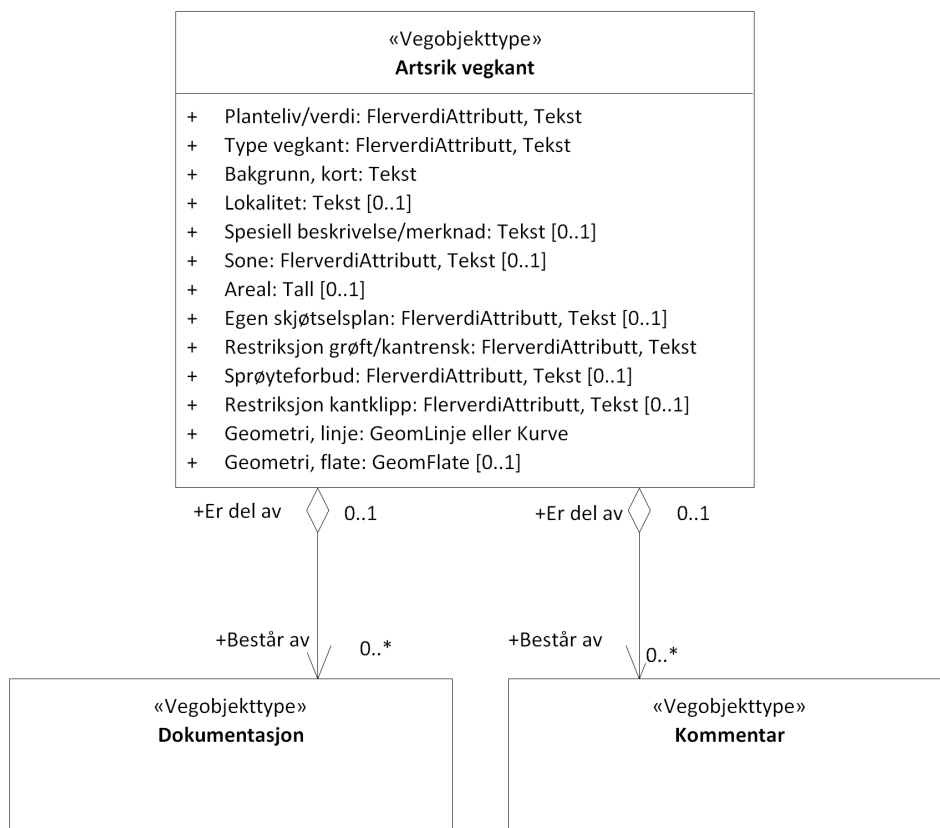 «Vegobjekttype»
Artsrik vegkant
+ Planteliv/verdi: FlerverdiAttributt, Tekst
+ Type vegkant: FlerverdiAttributt, Tekst
+ Bakgrunn, kort: Tekst
+ Lokalitet: Tekst [0..1]
+ Spesiell beskrivelse/merknad: Tekst [0..1]
+ Sone: FlerverdiAttributt, Tekst [0..1]
+ Areal: Tall [0..1]
+ Egen skjøtselsplan: FlerverdiAttributt, Tekst [0..1]
+ Restriksjon grøft/kantrensk: FlerverdiAttributt, Tekst
+ Sprøyteforbud: FlerverdiAttributt, Tekst [0..1]
+ Restriksjon kantklipp: FlerverdiAttributt, Tekst [0..1]
+ Geometri, linje: GeomLinje eller Kurve
+ Geometri, flate: GeomFlate [0..1]
+Er del av 0..1 +Er del av 0..1
+Består av 0..* +Består av 0..*
«Vegobjekttype» «Vegobjekttype»
Dokumentasjon Kommentar